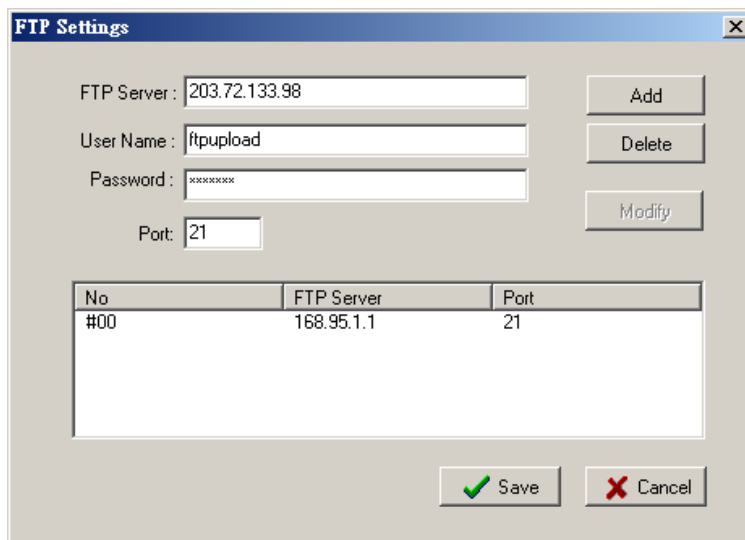 FTP Settings
FTP Server : 203.72.133.98
Add
User Name : ftpupload
Delete
Password : *******
Modify
Port: 21
No FTP Server Port
#00 168.95.1.1 21
Save Cancel